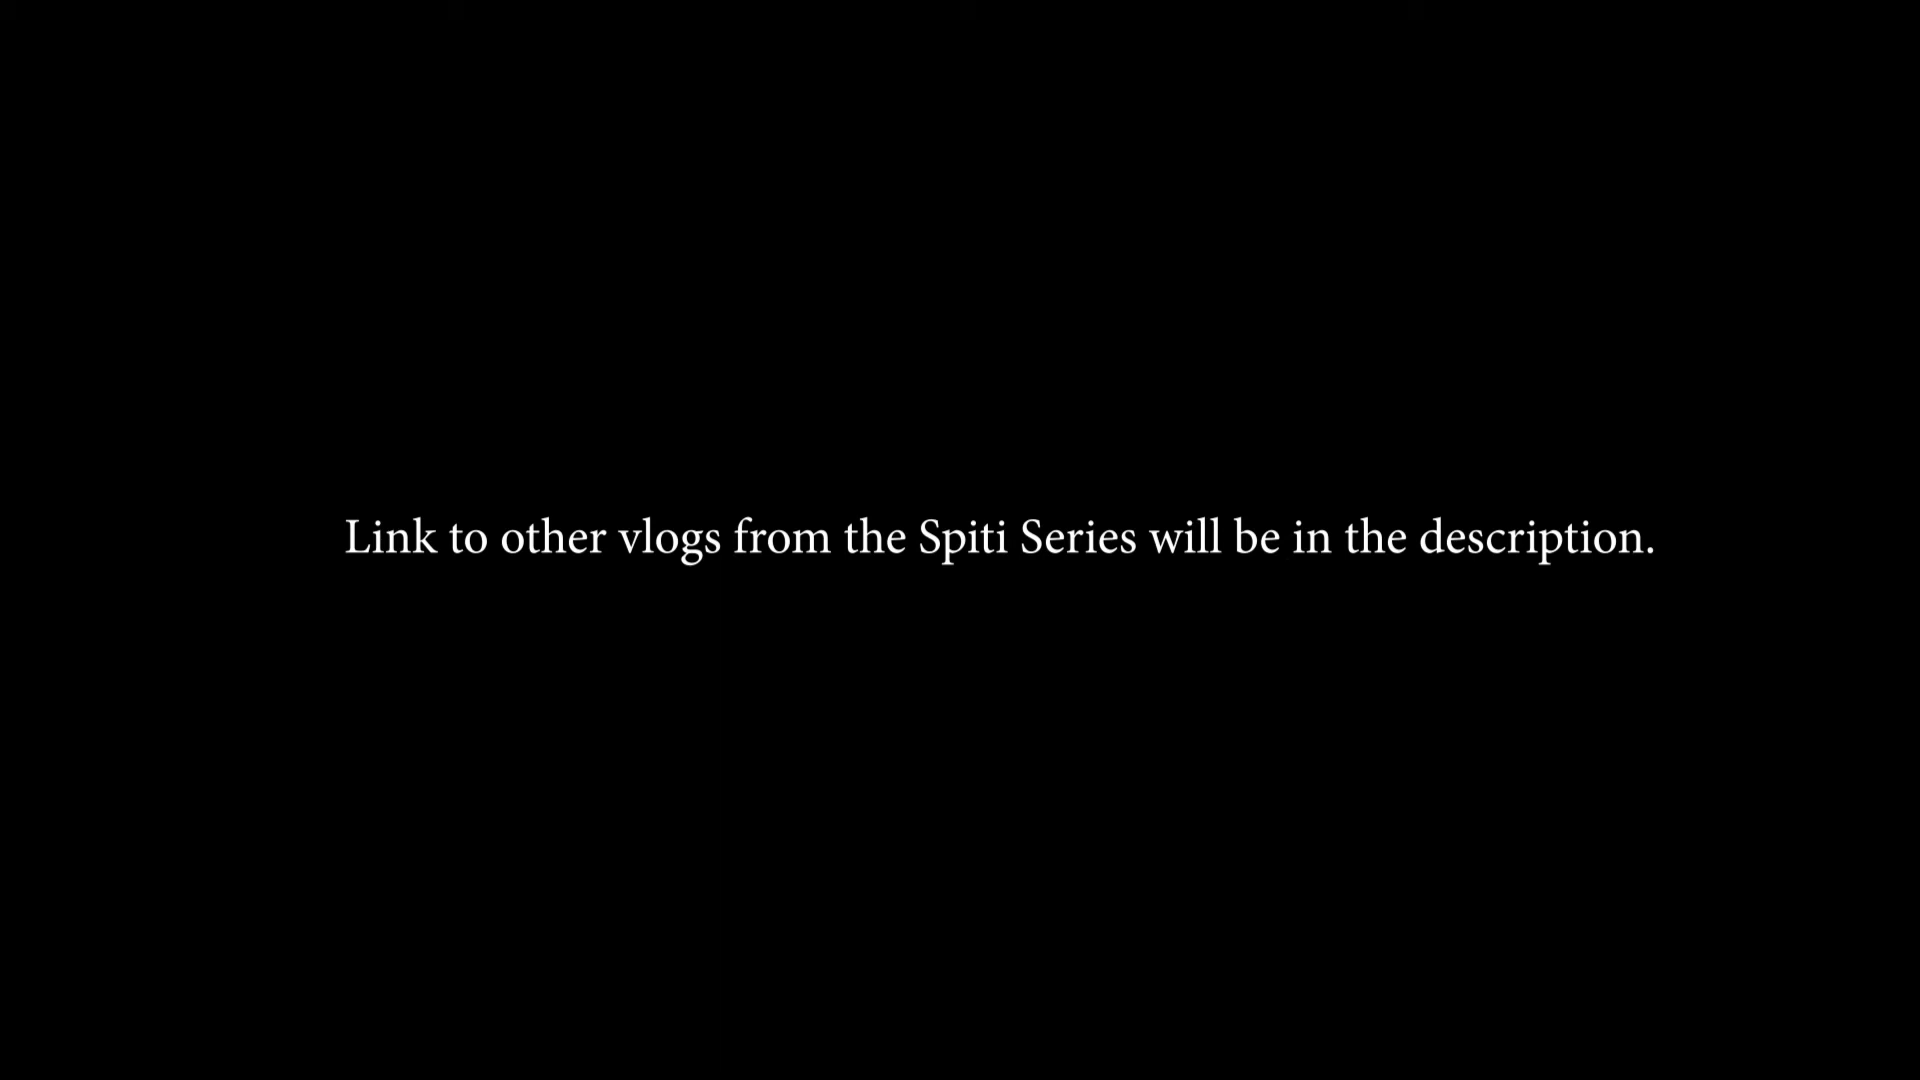 Link to other vlogs from the Spiti Series will be in the description.